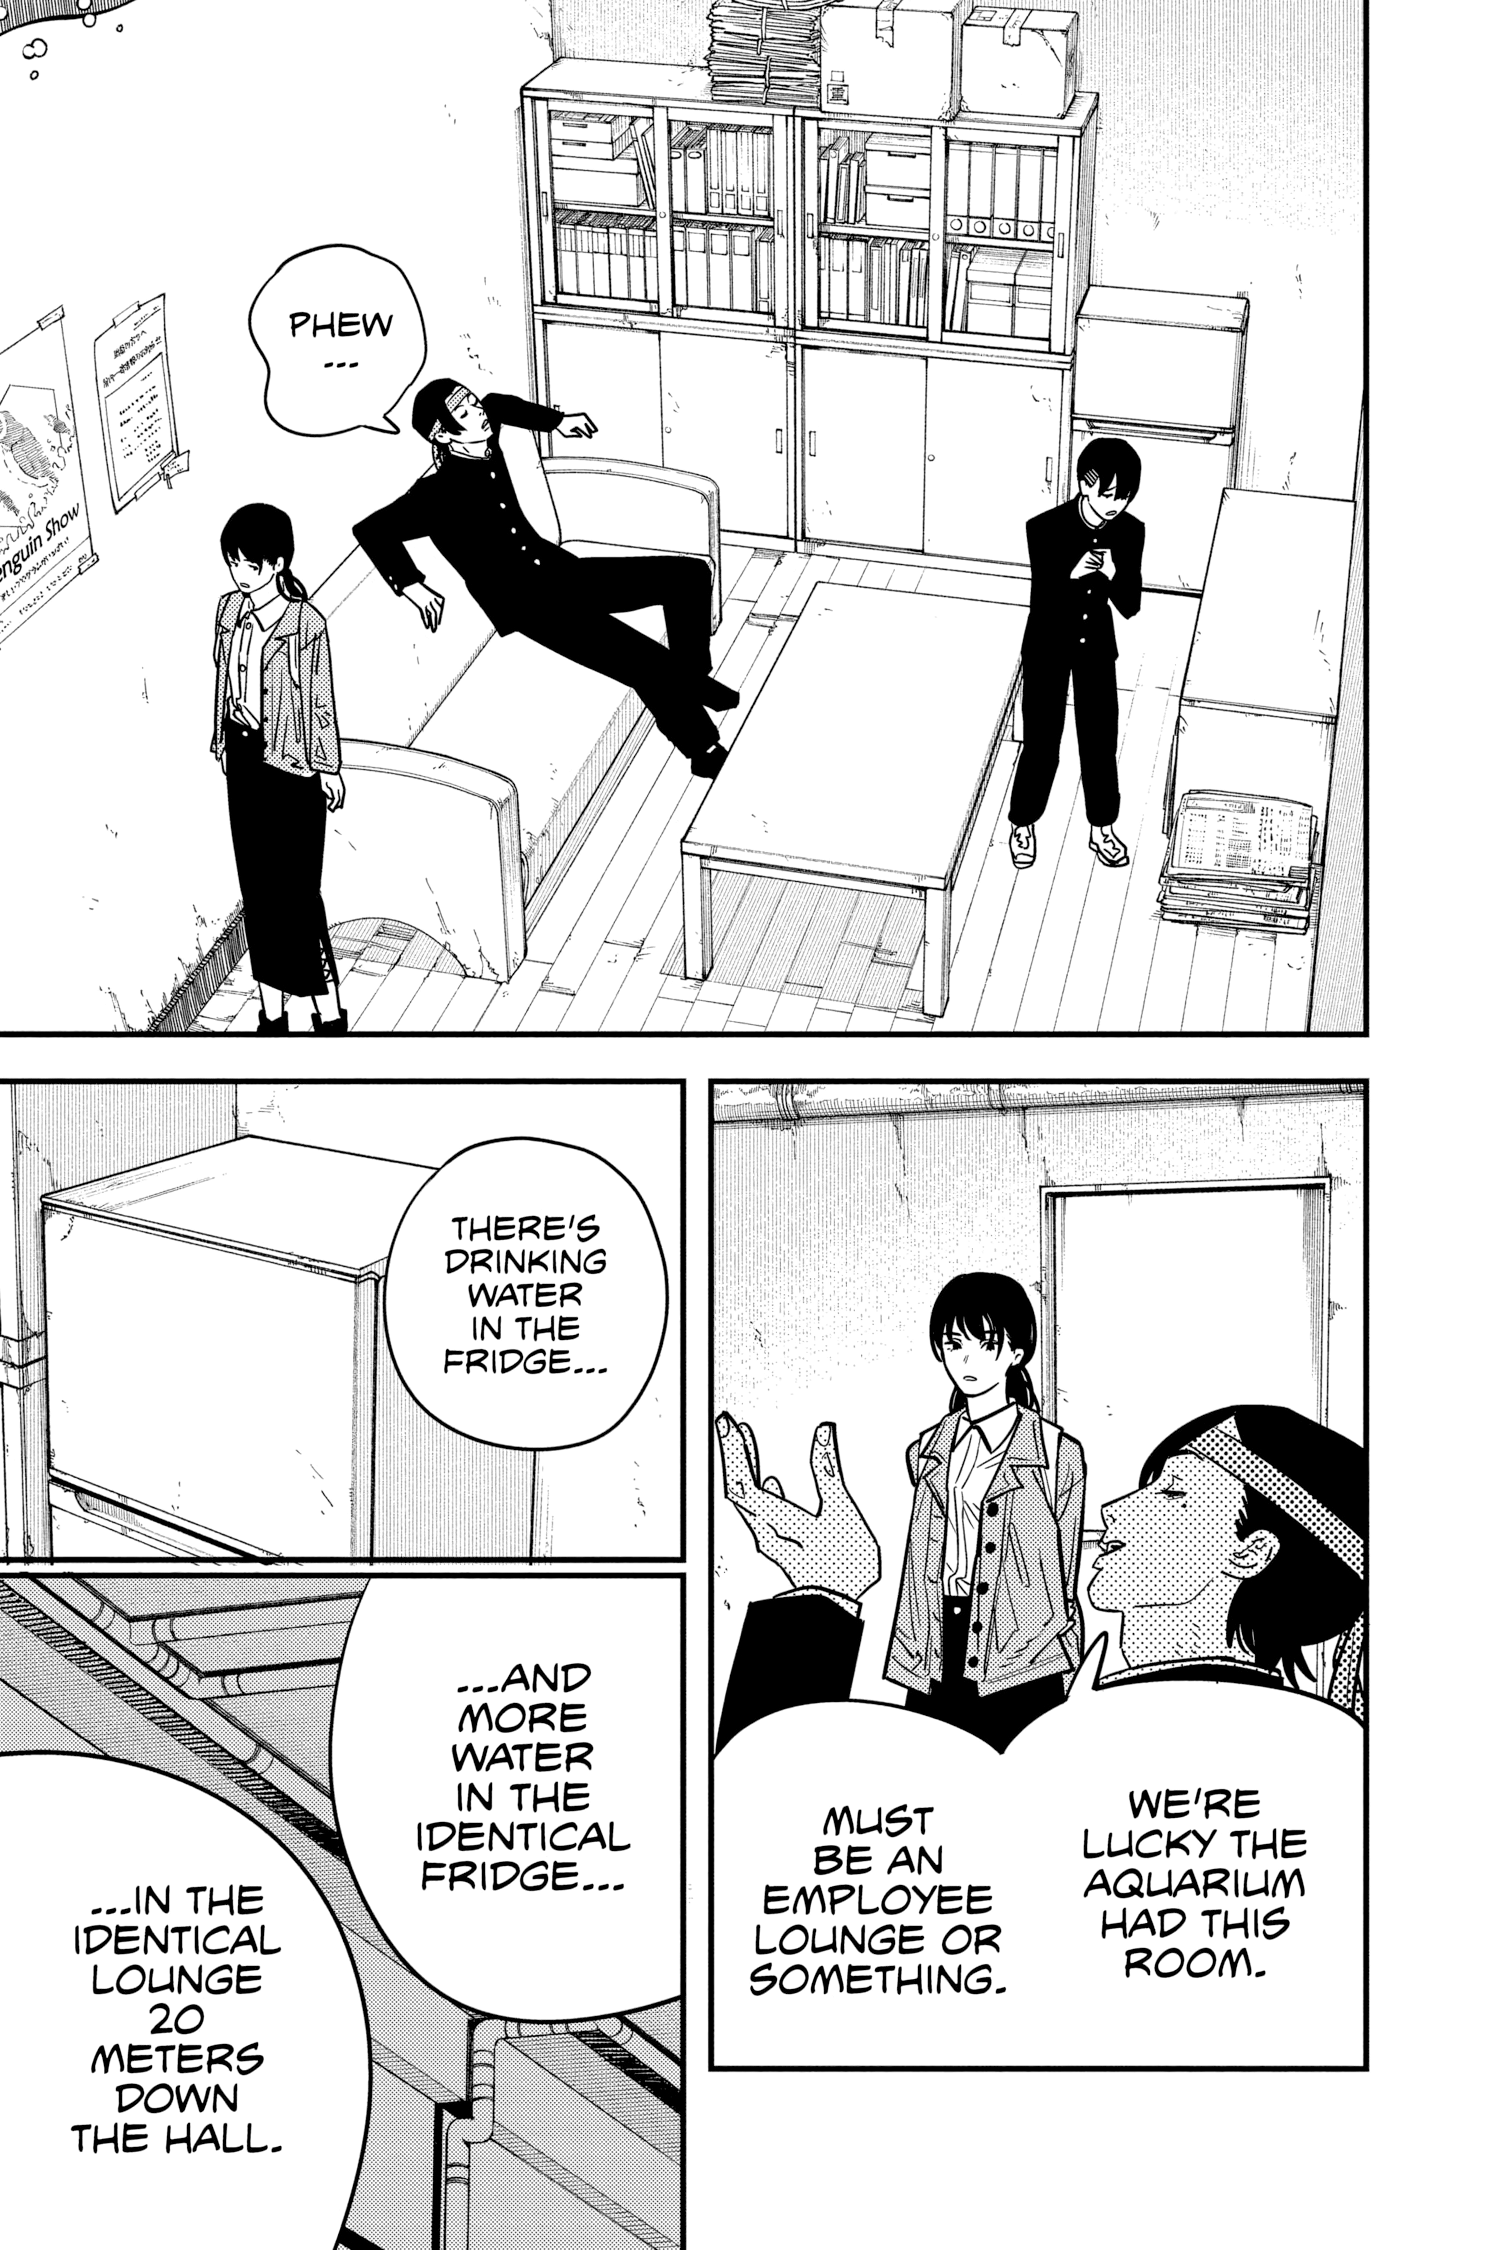 PHEW
...
enguin Show
WE'RE
LUCKY THE
AQUARIUM
HAD THIS
ROOM.
MUST
BE AN
EMPLOYEE
LOUNGE OR
SOMETHING.
THERE'S
DRINKING
WATER
IN THE
FRIDGE...
...AND
MORE
WATER
IN THE
IDENTICAL
FRIDGE...
...IN THE
IDENTICAL
LOUNGE
20
METERS
DOWN
THE HALL.